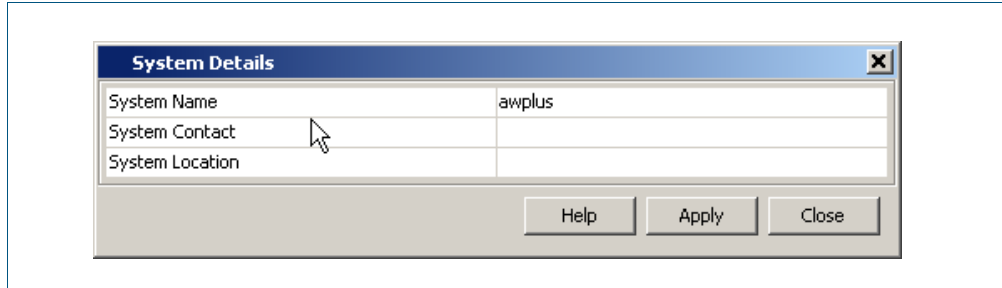 System Details
System Name awplus
System Contact
System Location
Help Apply Close